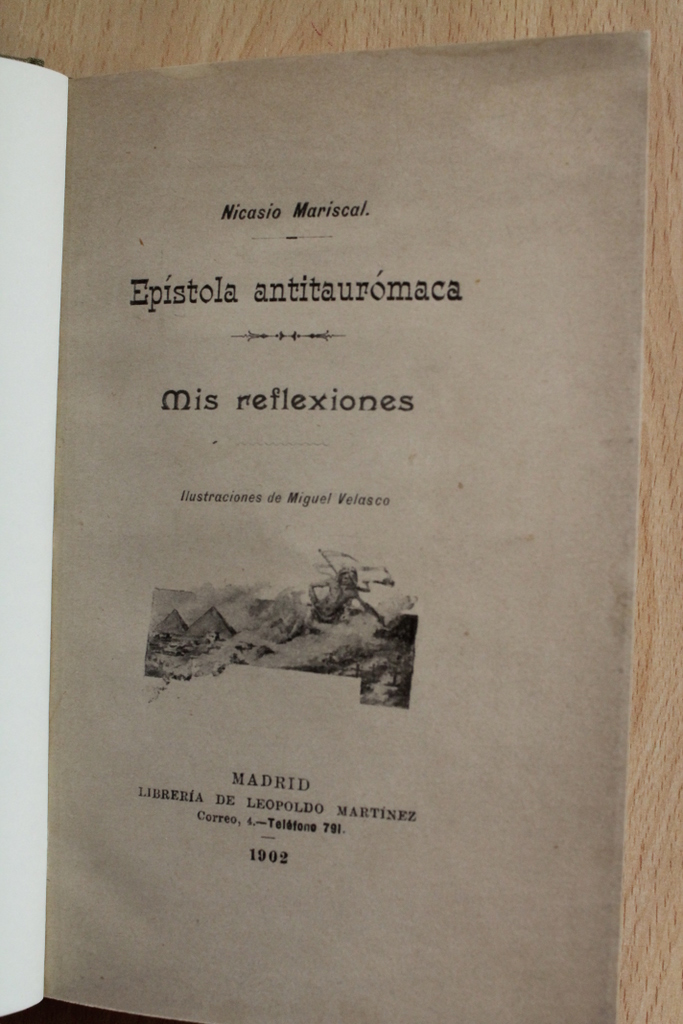 Nicasio Mariscal.
Epístola antitaurómaca
Mis reflexiones
Ilustraciones de Miguel Velasco
MADRID
LIBRERÍA DE LEOPOLDO MARTÍNEZ
Correo, 4.—Teléfono 791.
1902